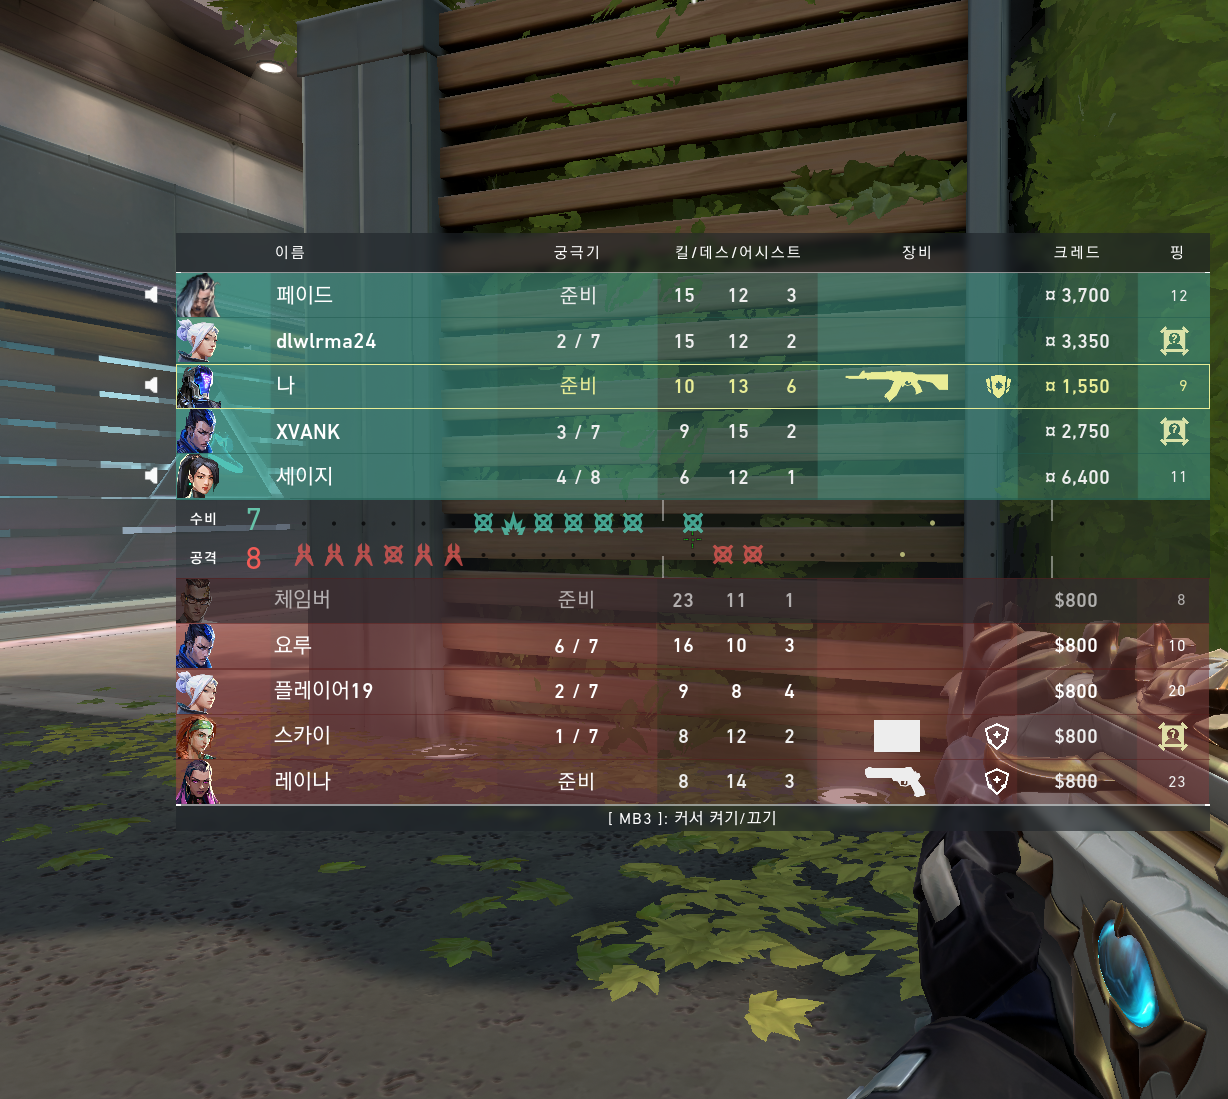 이름 궁극기 킬/데스/어시스트 장비 크레드 핑
페이드 준비 15 12 3 ¤ 3,700 12
dlwlrma24 2 / 7 15 12 2 ¤ 3,350
나 준비 10 13 6 ¤ 1,550 9
XVANK 3 / 7 9 15 2 ¤ 2,750
세이지 4 / 8 6 12 1 ¤ 6,400 11
수비 7
공격 8
체임버 준비 23 11 1 $800 8
요루 6 / 7 16 10 3 $800 10
플레이어19 2 / 7 9 8 4 $800 20
스카이 1 / 7 8 12 2 $800
레이나 준비 8 14 3 $800 23
[ MB3 ]: 커서 켜기/끄기